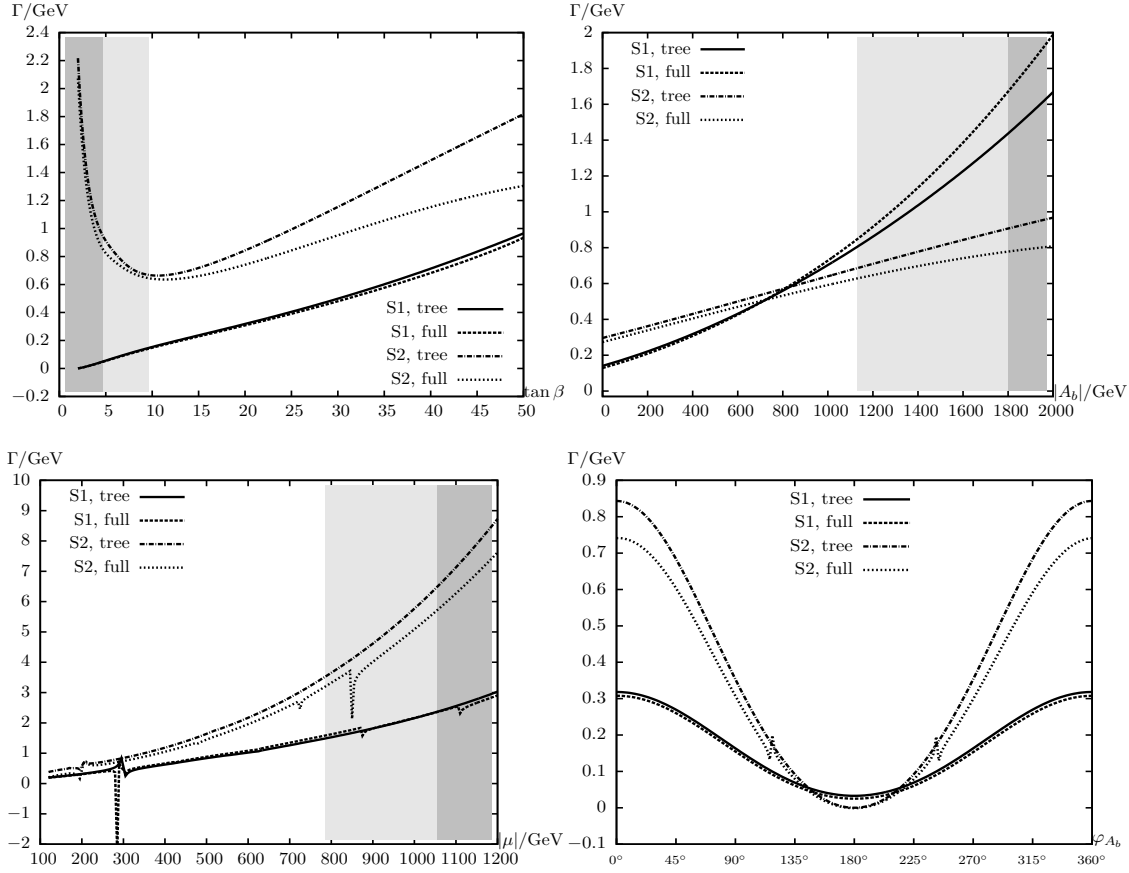 Γ/GeV
2.4
2.2
2
1.8
1.6
1.4
1.2
1
0.8
0.6
0.4
0.2
0
−0.2
S1, tree
S1, full
S2, tree
S2, full
0 5 10 15 20 25 30 35 40 45 50
tan β
Γ/GeV
2
1.8
1.6
1.4
1.2
1
0.8
0.6
0.4
0.2
0
S1, tree
S1, full
S2, tree
S2, full
0 200 400 600 800 1000 1200 1400 1600 1800 2000
|A_b|/GeV
Γ/GeV
10
9
8
7
6
5
4
3
2
1
0
−1
−2
S1, tree
S1, full
S2, tree
S2, full
100 200 300 400 500 600 700 800 900 1000 1100 1200
|μ|/GeV
Γ/GeV
0.9
0.8
0.7
0.6
0.5
0.4
0.3
0.2
0.1
0
−0.1
S1, tree
S1, full
S2, tree
S2, full
0° 45° 90° 135° 180° 225° 270° 315° 360°
φ_{A_b}